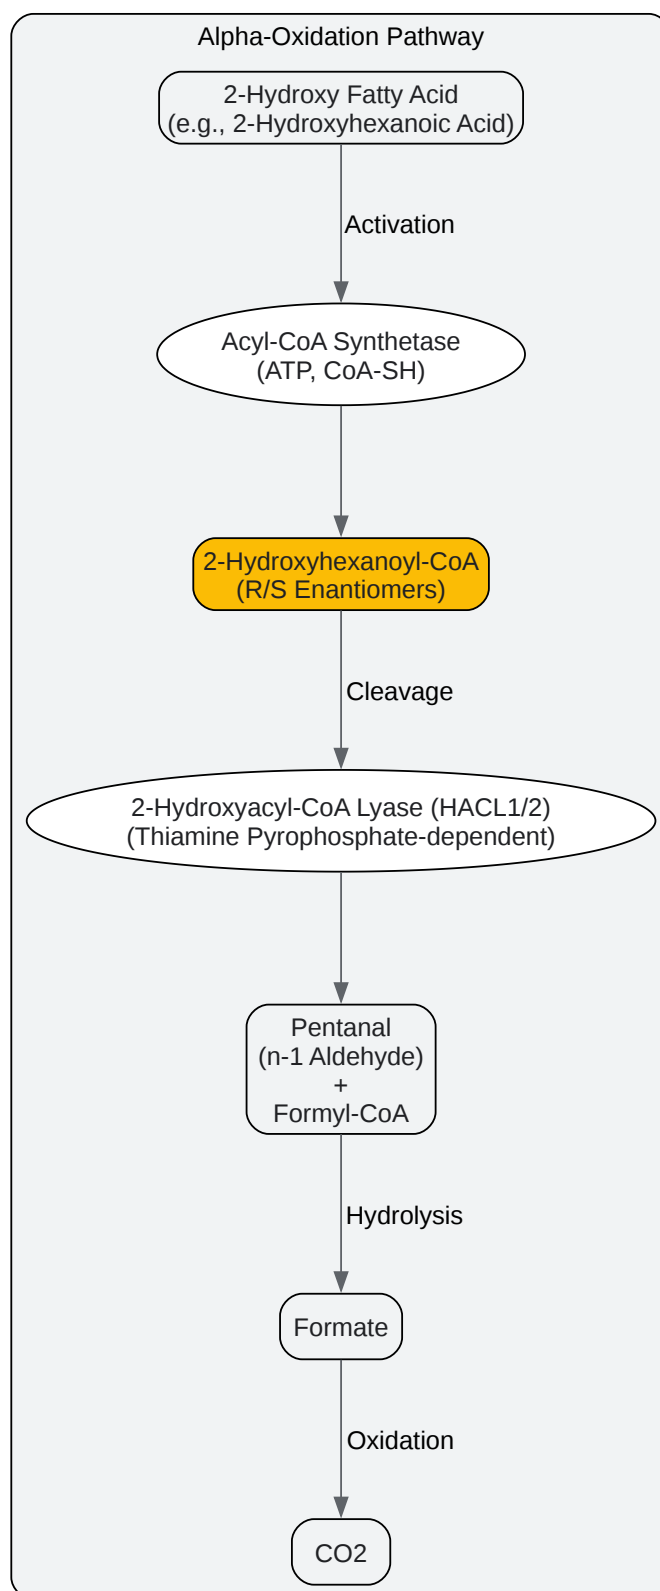 Alpha-Oxidation Pathway
2-Hydroxy Fatty Acid
(e.g., 2-Hydroxyhexanoic Acid)
Activation
Acyl-CoA Synthetase
(ATP, CoA-SH)
2-Hydroxyhexanoyl-CoA
(R/S Enantiomers)
Cleavage
2-Hydroxyacyl-CoA Lyase (HACL1/2)
(Thiamine Pyrophosphate-dependent)
Pentanal
(n-1 Aldehyde)
+
Formyl-CoA
Hydrolysis
Formate
Oxidation
CO2